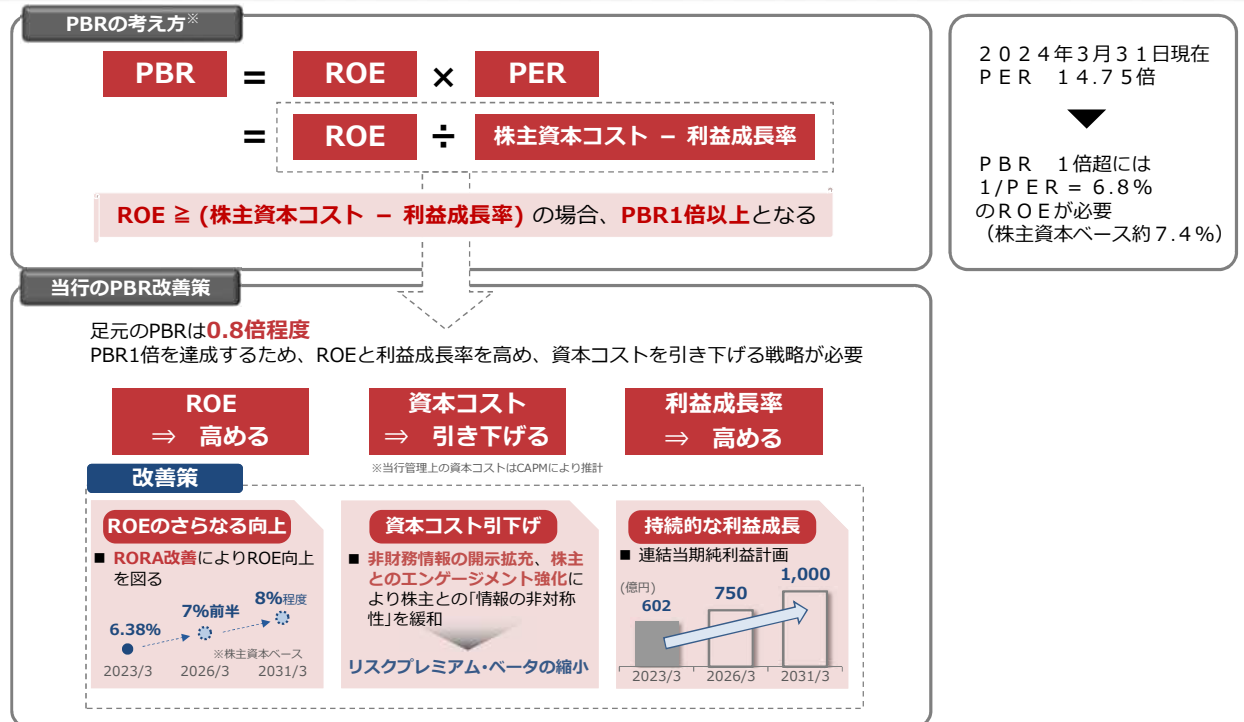 PBRの考え方※
PBR = ROE × PER
= ROE ÷ 株主資本コスト － 利益成長率
ROE ≧ (株主資本コスト － 利益成長率) の場合、PBR1倍以上となる
２０２４年３月３１日現在
ＰＥＲ　１４.７５倍
ＰＢＲ　１倍超には
１/ＰＥＲ＝６.８％
のＲＯＥが必要
（株主資本ベース約７.４％）
当行のPBR改善策
足元のPBRは0.8倍程度
PBR1倍を達成するため、ROEと利益成長率を高め、資本コストを引き下げる戦略が必要
ROE
⇒ 高める
資本コスト
⇒ 引き下げる
利益成長率
⇒ 高める
※当行管理上の資本コストはCAPMにより推計
改善策
ROEのさらなる向上
■ RORA改善によりROE向上
を図る
6.38%
7%前半
8%程度
※株主資本ベース
2023/3 2026/3 2031/3
資本コスト引下げ
■ 非財務情報の開示拡充、株主
とのエンゲージメント強化に
より株主との「情報の非対称
性」を緩和
リスクプレミアム・ベータの縮小
持続的な利益成長
■ 連結当期純利益計画
(億円)
602
750
1,000
2023/3 2026/3 2031/3